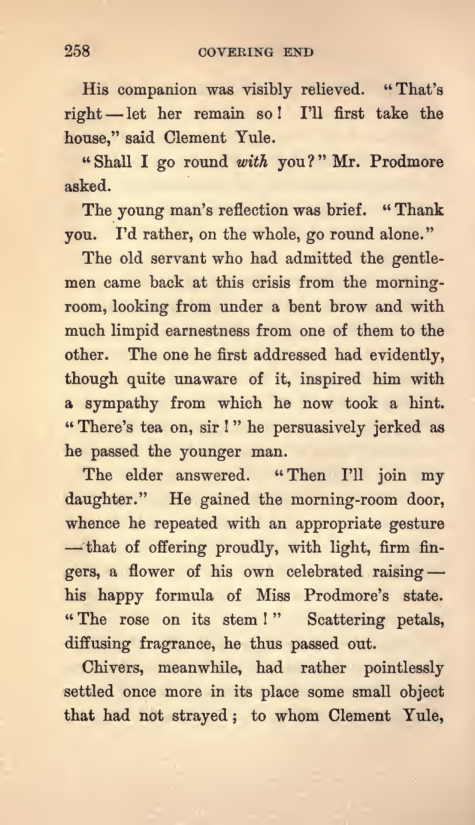 258 COVERING END
His companion was visibly relieved. "That's
right—let her remain so! I'll first take the
house," said Clement Yule.
"Shall I go round with you?" Mr. Prodmore
asked.
The young man's reflection was brief. "Thank
you. I'd rather, on the whole, go round alone."
The old servant who had admitted the gentle-
men came back at this crisis from the morning-
room, looking from under a bent brow and with
much limpid earnestness from one of them to the
other. The one he first addressed had evidently,
though quite unaware of it, inspired him with
a sympathy from which he now took a hint.
"There's tea on, sir!" he persuasively jerked as
he passed the younger man.
The elder answered. "Then I'll join my
daughter." He gained the morning-room door,
whence he repeated with an appropriate gesture
—that of offering proudly, with light, firm fin-
gers, a flower of his own celebrated raising—
his happy formula of Miss Prodmore's state.
"The rose on its stem!" Scattering petals,
diffusing fragrance, he thus passed out.
Chivers, meanwhile, had rather pointlessly
settled once more in its place some small object
that had not strayed; to whom Clement Yule,